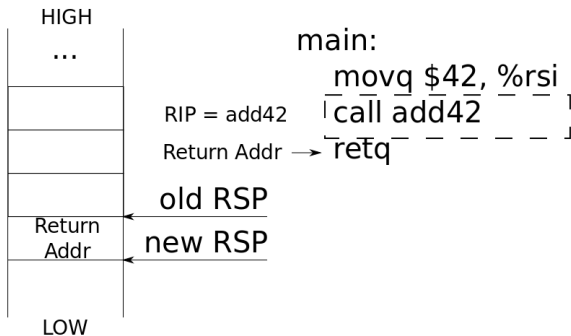 HIGH
...
main:
movq $42, %rsi
RIP = add42
call add42
Return Addr
retq
old RSP
Return
Addr
new RSP
LOW